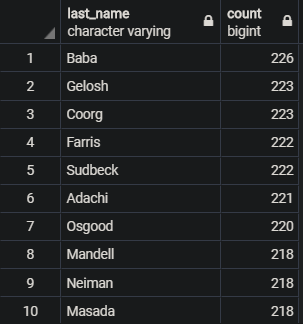 last_name count
character varying bigint
1 Baba 226
2 Gelosh 223
3 Coorg 223
4 Farris 222
5 Sudbeck 222
6 Adachi 221
7 Osgood 220
8 Mandell 218
9 Neiman 218
10 Masada 218